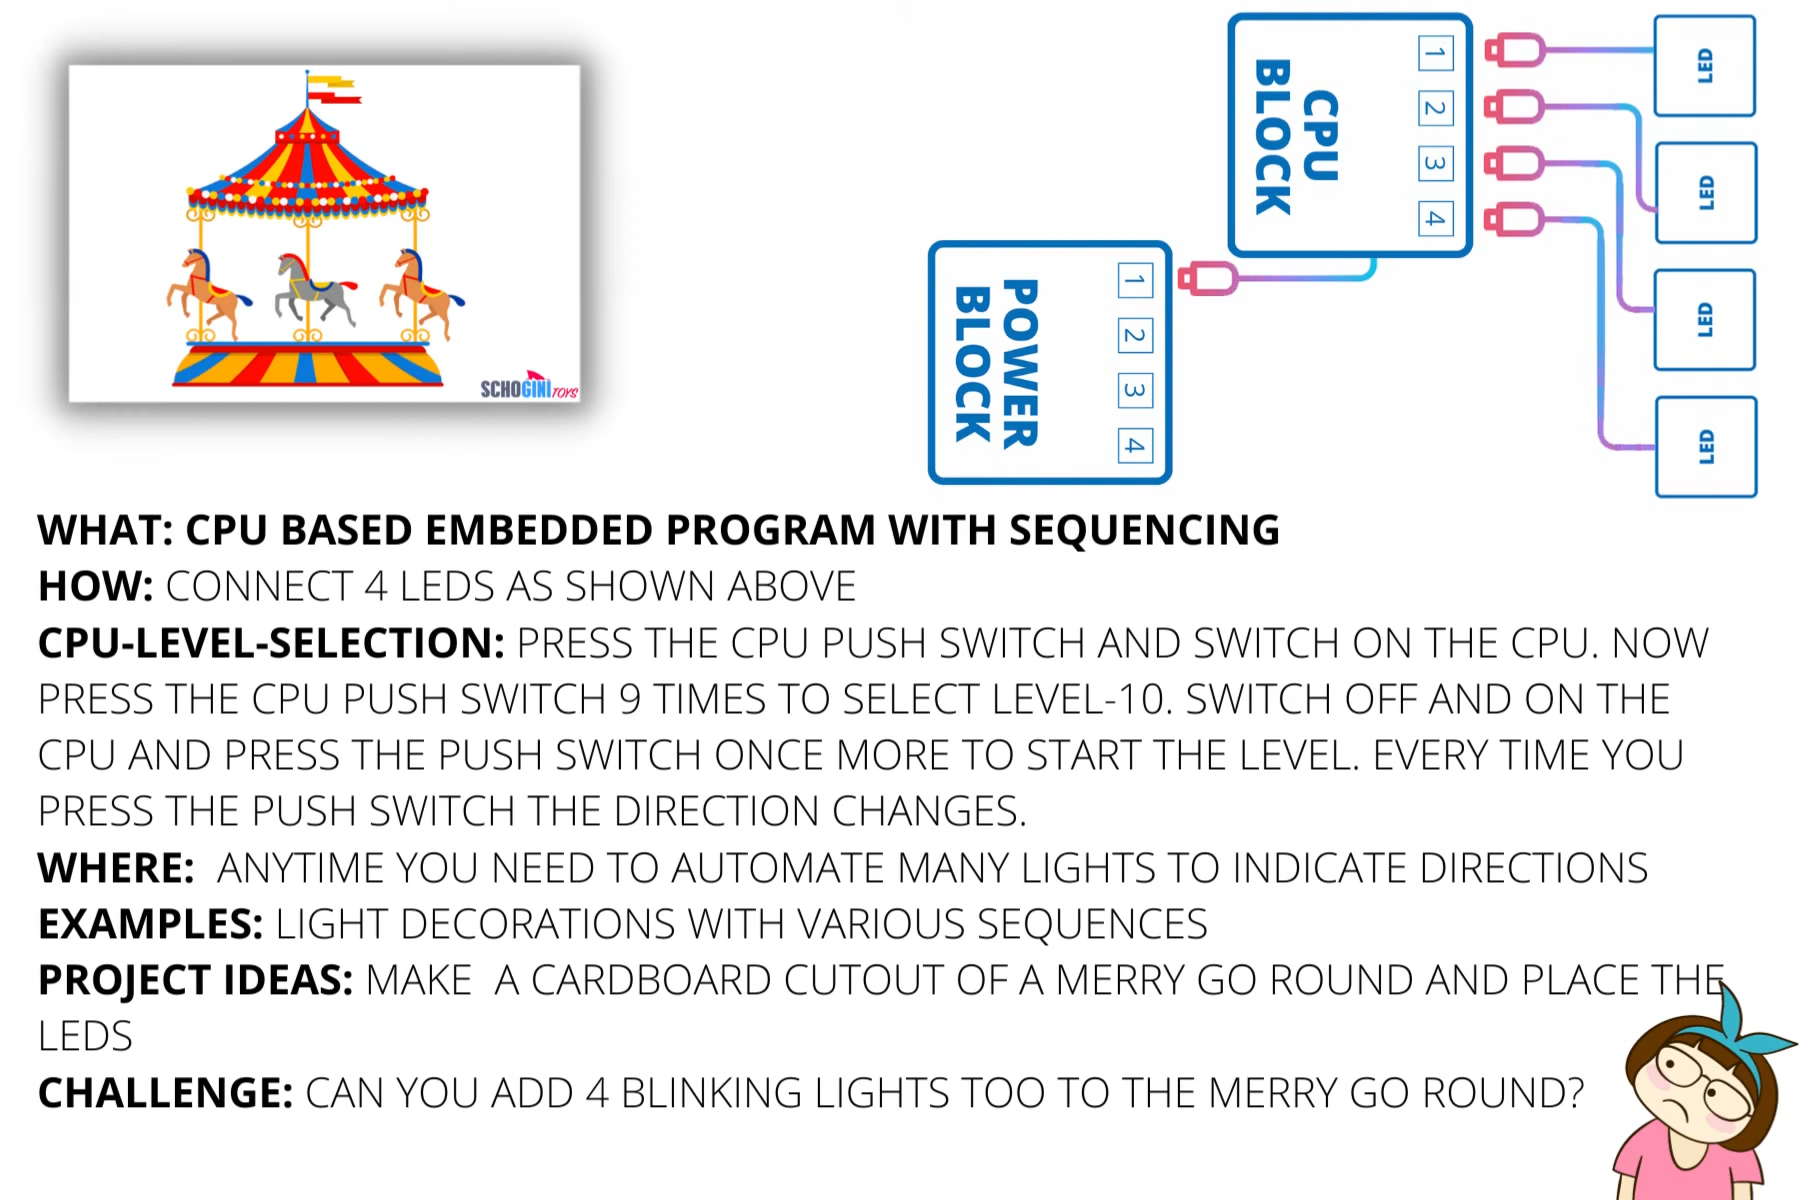 SCHOGINI TOYS
CPU
BLOCK
1
2
3
4
LED
LED
LED
LED
POWER
BLOCK
1
2
3
4
WHAT: CPU BASED EMBEDDED PROGRAM WITH SEQUENCING
HOW: CONNECT 4 LEDS AS SHOWN ABOVE
CPU-LEVEL-SELECTION: PRESS THE CPU PUSH SWITCH AND SWITCH ON THE CPU. NOW
PRESS THE CPU PUSH SWITCH 9 TIMES TO SELECT LEVEL-10. SWITCH OFF AND ON THE
CPU AND PRESS THE PUSH SWITCH ONCE MORE TO START THE LEVEL. EVERY TIME YOU
PRESS THE PUSH SWITCH THE DIRECTION CHANGES.
WHERE:  ANYTIME YOU NEED TO AUTOMATE MANY LIGHTS TO INDICATE DIRECTIONS
EXAMPLES: LIGHT DECORATIONS WITH VARIOUS SEQUENCES
PROJECT IDEAS: MAKE  A CARDBOARD CUTOUT OF A MERRY GO ROUND AND PLACE THE
LEDS
CHALLENGE: CAN YOU ADD 4 BLINKING LIGHTS TOO TO THE MERRY GO ROUND?